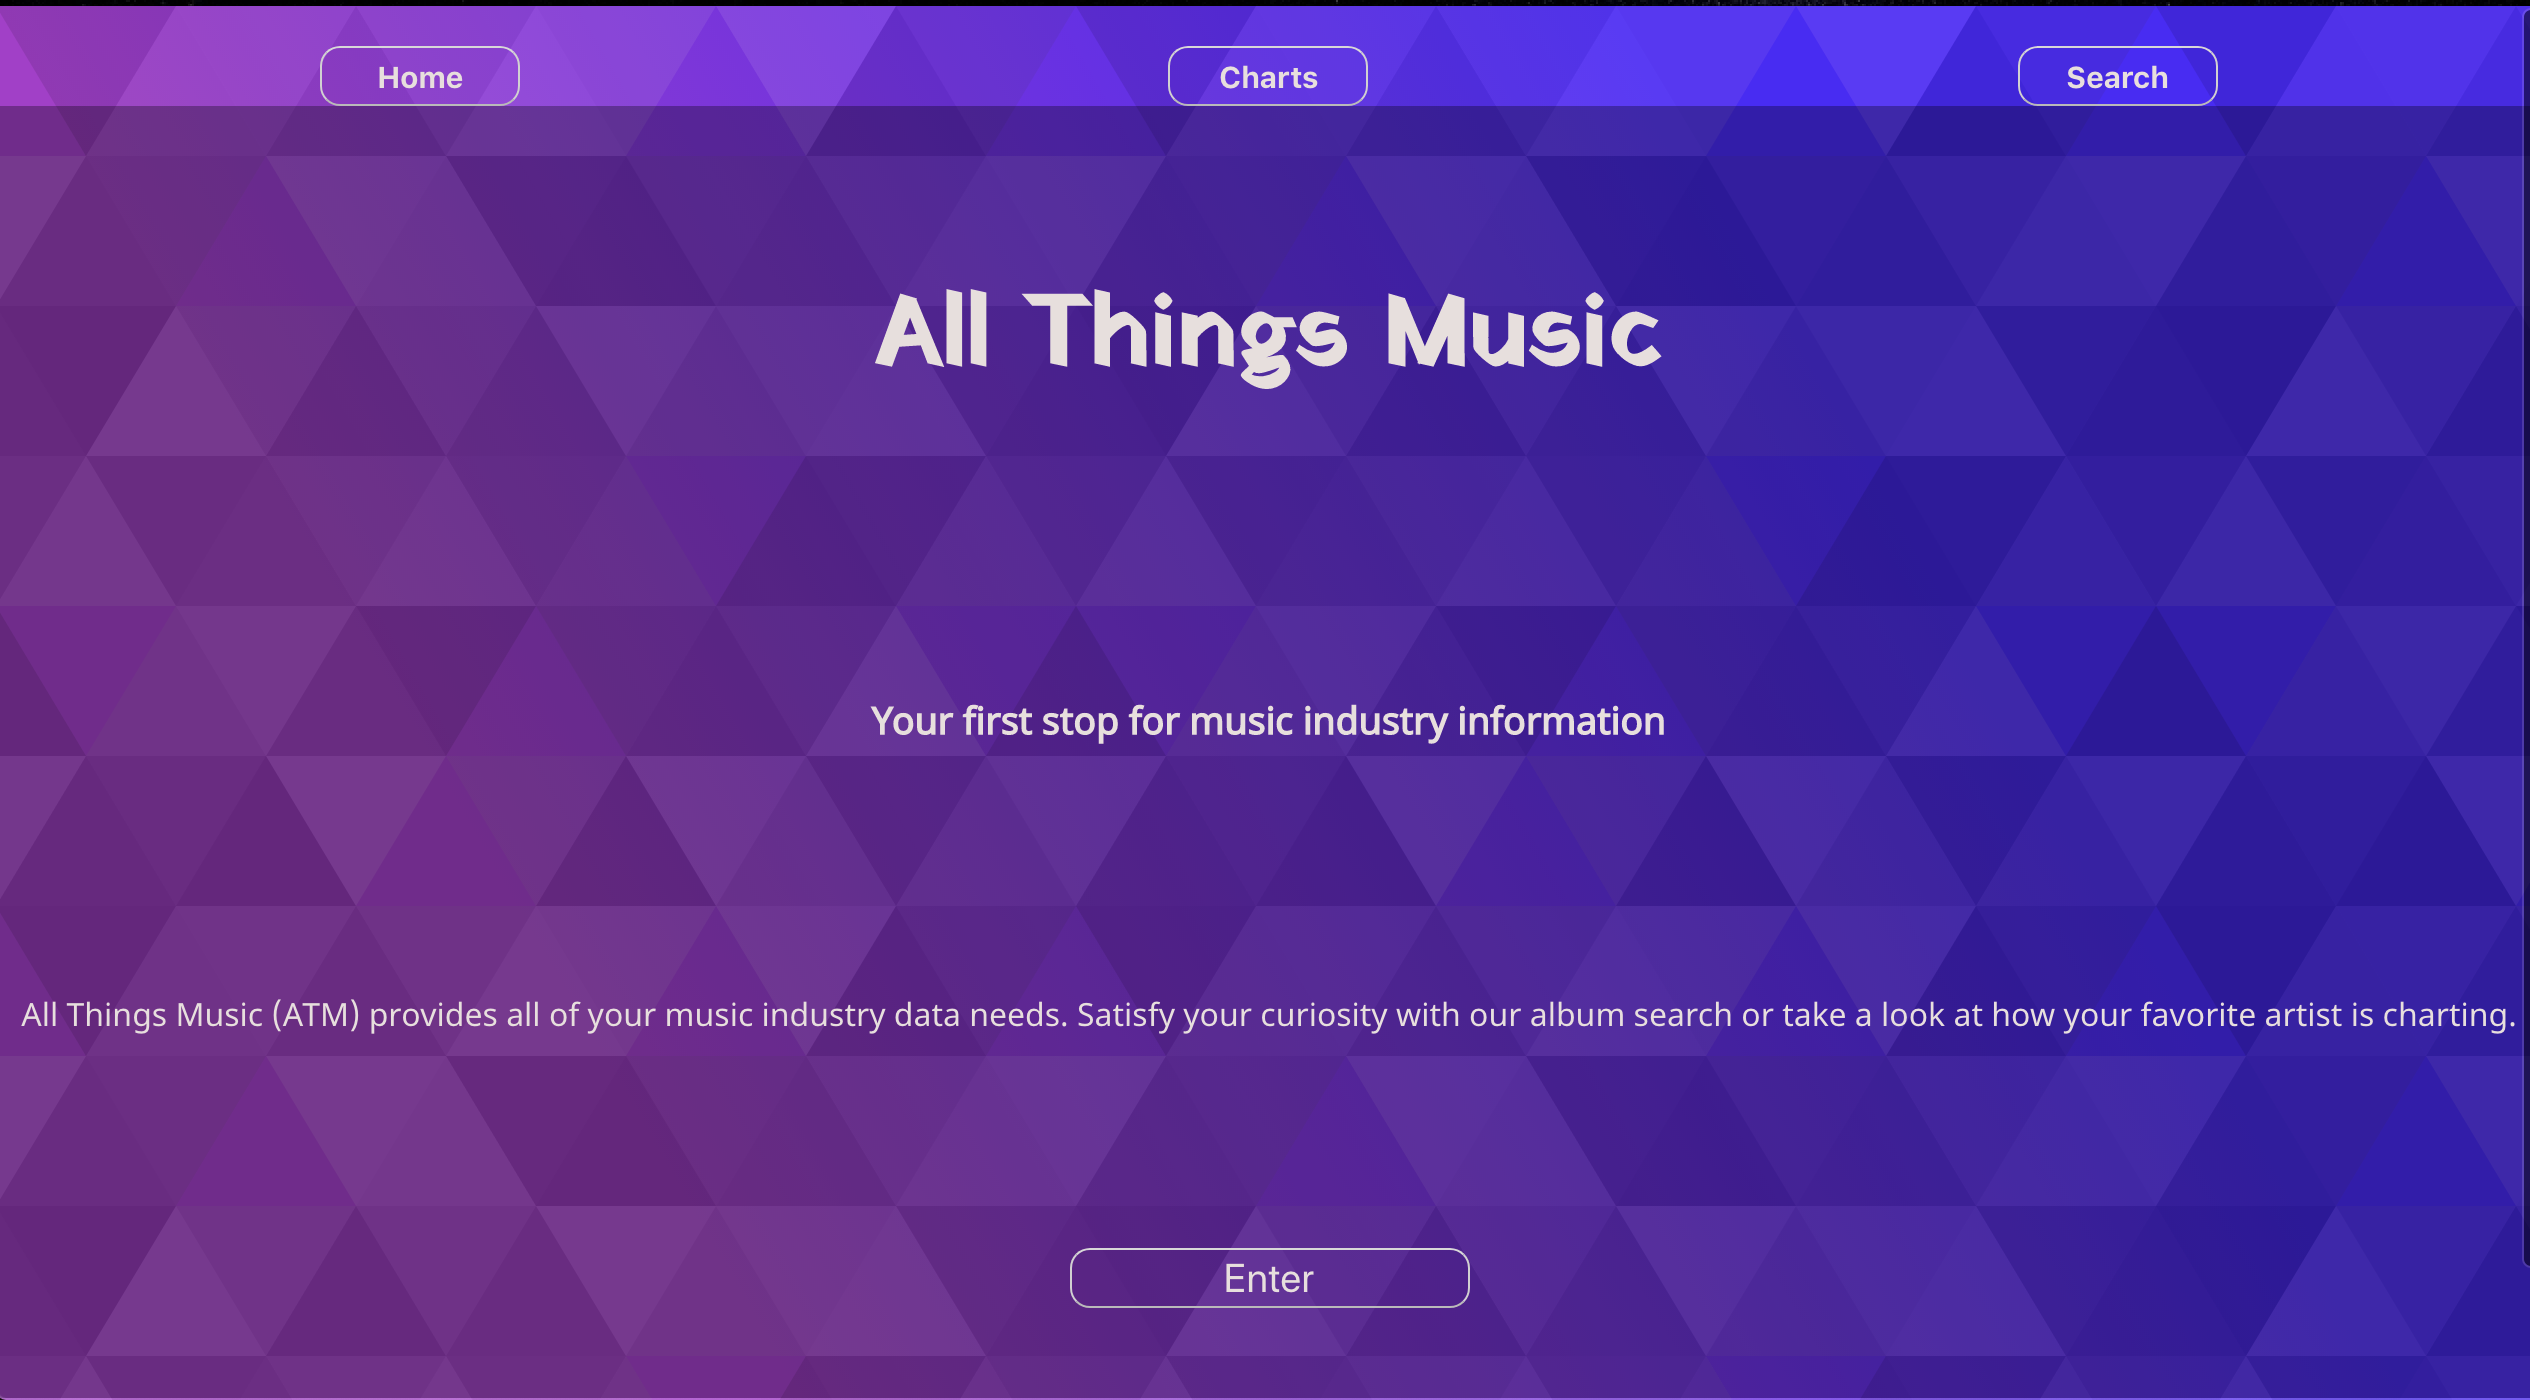 Home Charts Search
All Things Music
Your first stop for music industry information
All Things Music (ATM) provides all of your music industry data needs. Satisfy your curiosity with our album search or take a look at how your favorite artist is charting.
Enter